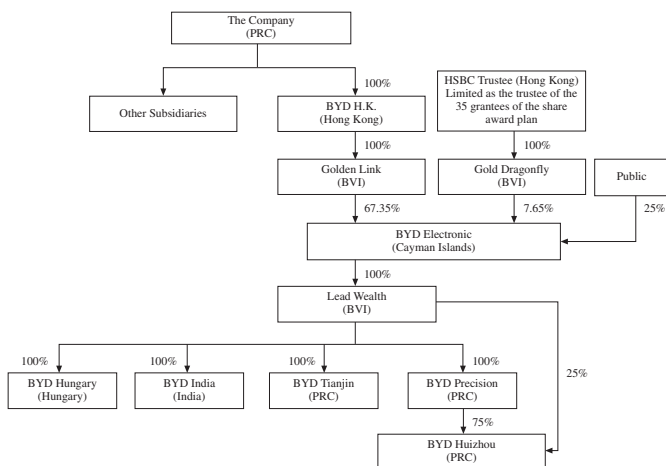 The Company
(PRC)
100%
Other Subsidiaries
BYD H.K.
(Hong Kong)
HSBC Trustee (Hong Kong)
Limited as the trustee of the
35 grantees of the share
award plan
100%
100%
Golden Link
(BVI)
Gold Dragonfly
(BVI)
Public
67.35%
7.65%
25%
BYD Electronic
(Cayman Islands)
100%
Lead Wealth
(BVI)
100%
100%
100%
100%
25%
BYD Hungary
(Hungary)
BYD India
(India)
BYD Tianjin
(PRC)
BYD Precision
(PRC)
75%
BYD Huizhou
(PRC)